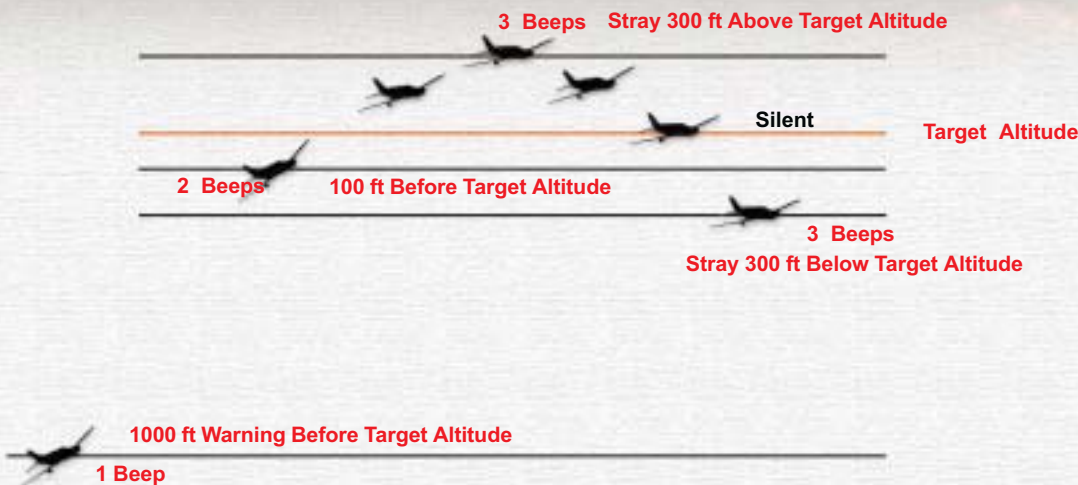 3 Beeps Stray 300 ft Above Target Altitude
Silent
Target Altitude
2 Beeps 100 ft Before Target Altitude
3 Beeps
Stray 300 ft Below Target Altitude
1000 ft Warning Before Target Altitude
1 Beep